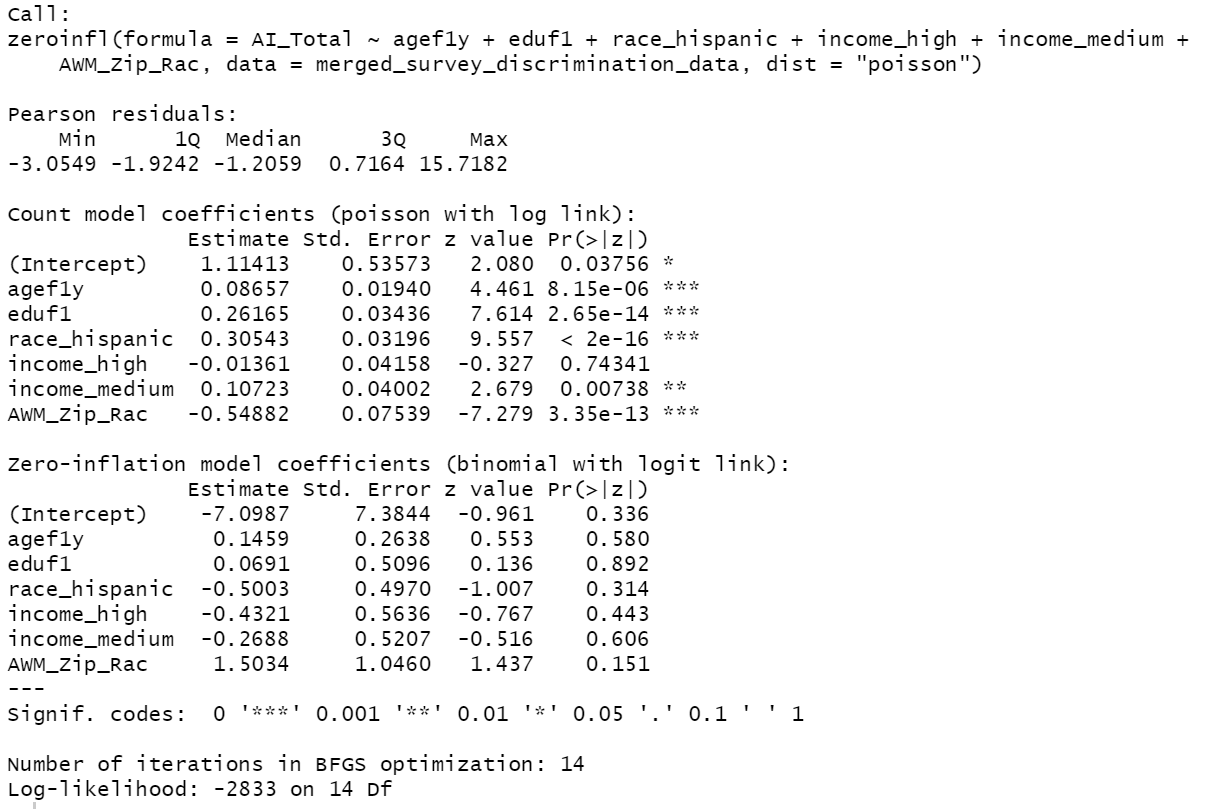 Call:
zeroinfl(formula = AI_Total ~ agef1y + eduf1 + race_hispanic + income_high + income_medium +
    AWM_Zip_Rac, data = merged_survey_discrimination_data, dist = "poisson")

Pearson residuals:
    Min      1Q  Median      3Q     Max
-3.0549 -1.9242 -1.2059  0.7164 15.7182

Count model coefficients (poisson with log link):
               Estimate Std. Error z value Pr(>|z|)
(Intercept)     1.11413    0.53573   2.080  0.03756 *
agef1y          0.08657    0.01940   4.461 8.15e-06 ***
eduf1           0.26165    0.03436   7.614 2.65e-14 ***
race_hispanic   0.30543    0.03196   9.557  < 2e-16 ***
income_high    -0.01361    0.04158  -0.327  0.74341
income_medium   0.10723    0.04002   2.679  0.00738 **
AWM_Zip_Rac    -0.54882    0.07539  -7.279 3.35e-13 ***

Zero-inflation model coefficients (binomial with logit link):
               Estimate Std. Error z value Pr(>|z|)
(Intercept)     -7.0987     7.3844  -0.961    0.336
agef1y           0.1459     0.2638   0.553    0.580
eduf1            0.0691     0.5096   0.136    0.892
race_hispanic   -0.5003     0.4970  -1.007    0.314
income_high     -0.4321     0.5636  -0.767    0.443
income_medium   -0.2688     0.5207  -0.516    0.606
AWM_Zip_Rac      1.5034     1.0460   1.437    0.151
---
Signif. codes:  0 '***' 0.001 '**' 0.01 '*' 0.05 '.' 0.1 ' ' 1

Number of iterations in BFGS optimization: 14
Log-likelihood: -2833 on 14 Df